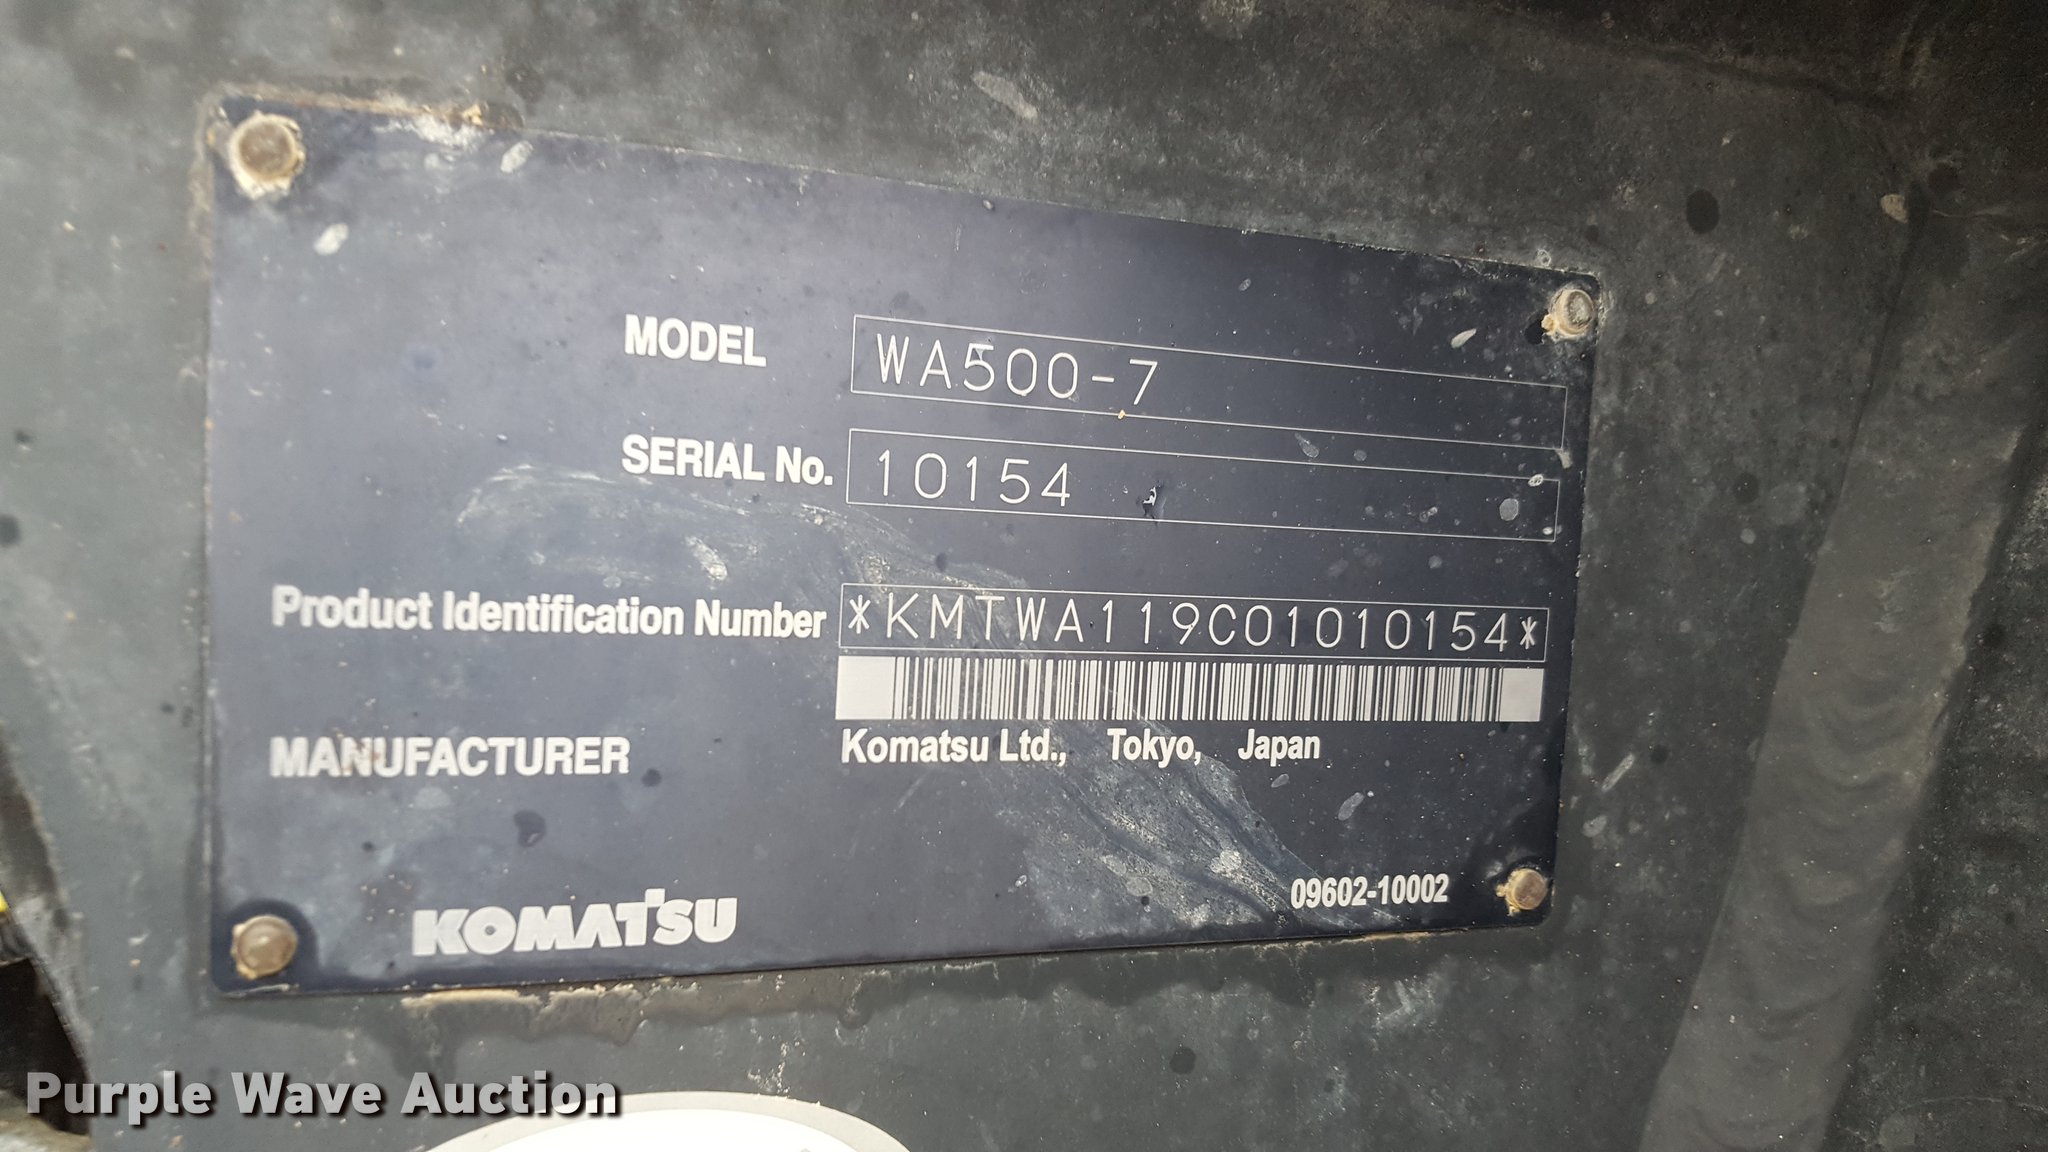 MODEL WA500-7
SERIAL No. 10154
Product Identification Number *KMTWA119C01010154*
MANUFACTURER Komatsu Ltd., Tokyo, Japan
KOMATSU
09602-10002
Purple Wave Auction